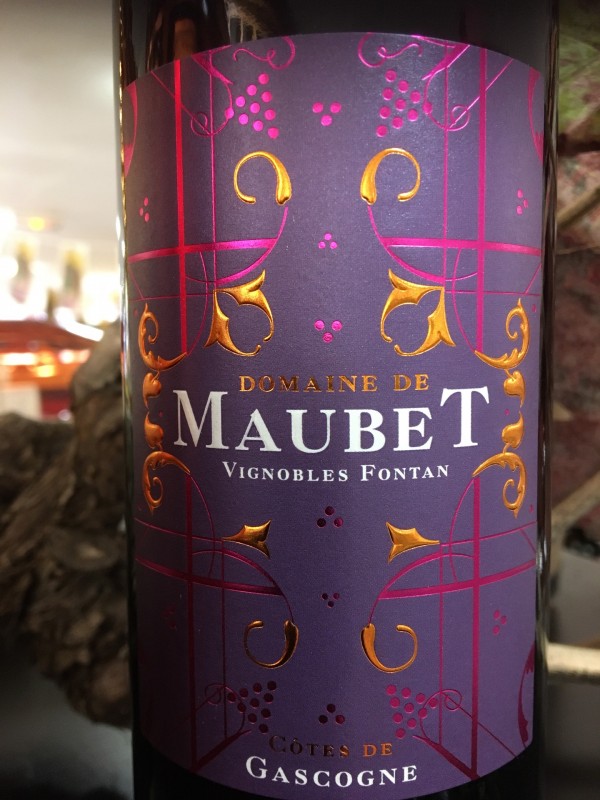 DOMAINE DE
MAUBET
VIGNOBLES FONTAN
CÔTES DE
GASCOGNE